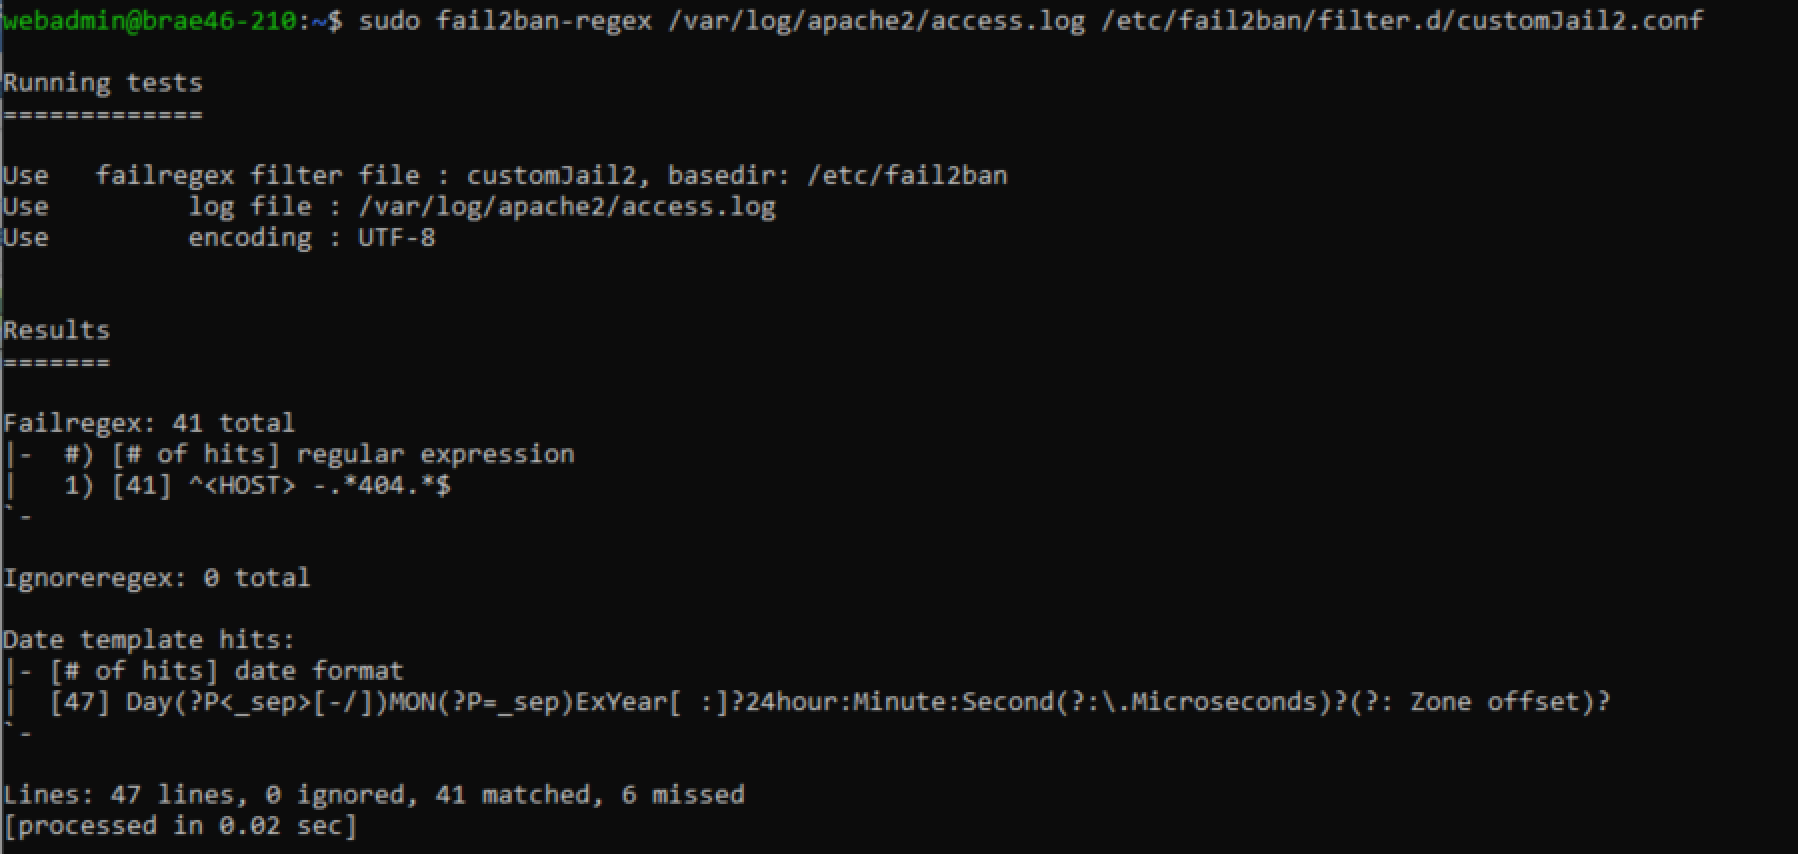 webadmin@brae46-210:~$ sudo fail2ban-regex /var/log/apache2/access.log /etc/fail2ban/filter.d/customJail2.conf
Running tests
=============
Use   failregex filter file : customJail2, basedir: /etc/fail2ban
Use         log file : /var/log/apache2/access.log
Use         encoding : UTF-8
Results
=======
Failregex: 41 total
|-  #) [# of hits] regular expression
|   1) [41] ^<HOST> -.*404.*$
`-
Ignoreregex: 0 total
Date template hits:
|- [# of hits] date format
|  [47] Day(?P<_sep>[-/])MON(?P=_sep)ExYear[ :]?24hour:Minute:Second(?:\.Microseconds)?(?: Zone offset)?
`-
Lines: 47 lines, 0 ignored, 41 matched, 6 missed
[processed in 0.02 sec]